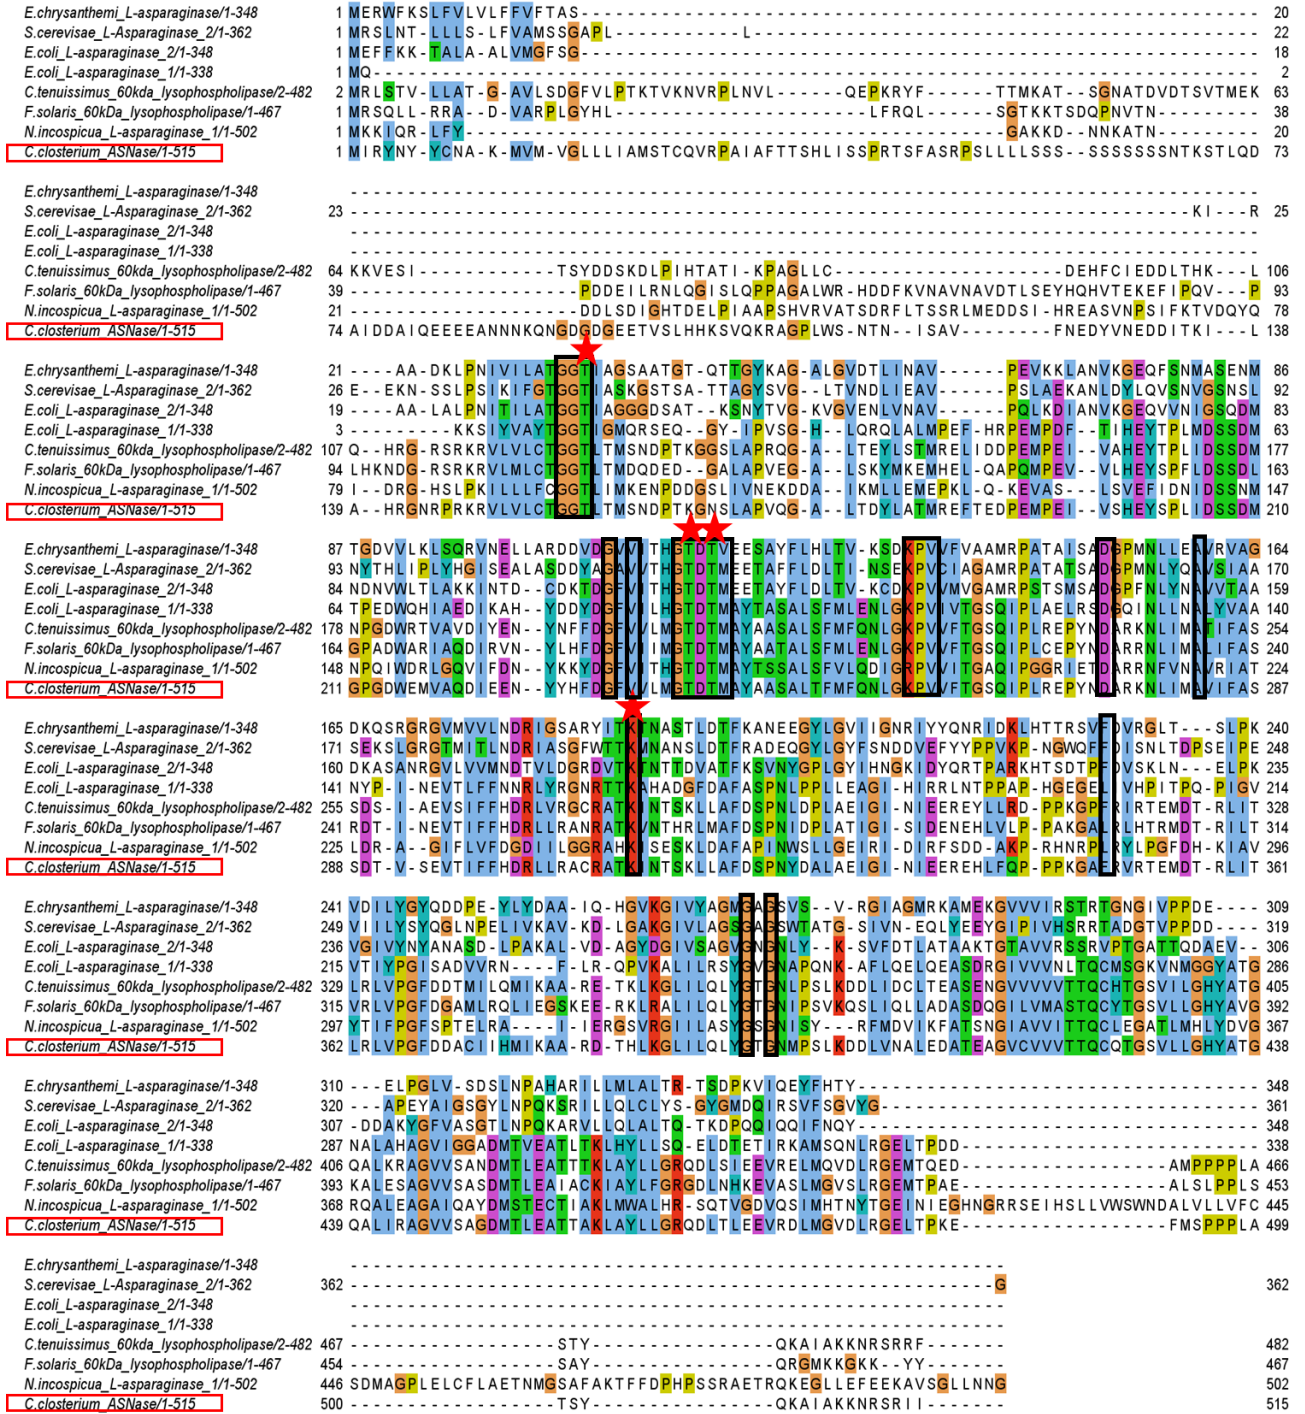 E.chrysanthemi_L-asparaginase/1-348 1 MERWFKSLFVLVLFFVFTAS 20
S.cerevisae_L-Asparaginase_2/1-362 1 MRSLNT-LLLS-LFVAMSSGAPL-----------L 22
E.coli_L-asparaginase_2/1-348 1 MEFFKK-TALA-ALALVMGFSG 18
E.coli_L-asparaginase_1/1-338 1 MQ 2
C.tenuissimus_60kda_lysophospholipase/2-482 2 MRLSTV-LLAT-G-AVLSDGFVLPTKTVKNVRPLNVL------QEPKRYF------TTMKAT--SGNATDVDTSVTMEK 63
F.solaris_60kDa_lysophospholipase/1-467 1 MRSQLL-RRA--D-VARPLGYHL LFRQL SGTKKTSDQPNVTN 38
N.incospicua_L-asparaginase_1/1-502 1 MKKIQR-LFY GAKKD--NNKATN 20
C.closterium_ASNase/1-515 1 MIRYNY-YCNA-K-MVM-VGLLLIAMSTCQVRPAIAFTTSHLISSPRTSFASRPSLLLLSSS--SSSSSSSNTKSTLQD 73
E.chrysanthemi_L-asparaginase/1-348
S.cerevisae_L-Asparaginase_2/1-362 23 KI---R 25
E.coli_L-asparaginase_2/1-348
E.coli_L-asparaginase_1/1-338
C.tenuissimus_60kda_lysophospholipase/2-482 64 KKVESI------------TSYDDSKDLPIHTATI-KPAGLLC DEHFCIEDDLTHK---L 106
F.solaris_60kDa_lysophospholipase/1-467 39 PDDEILRNLQGISLQPPAGALWR-HDDFKVNAVNAVDTLSEYHQHVTEKEFIPQV---P 93
N.incospicua_L-asparaginase_1/1-502 21 DDLSDIGHTDELPIAAPSHVRVATSDRFLTSSRLMEDDSI-HREASVNPSIFKTVDQYQ 78
C.closterium_ASNase/1-515 74 AIDDAIQEEEEEANNNKQNGDGDGEETVSLHHKSVQKRAGPLWS-NTN--ISAV------FNEDYVNEDDITKI---L 138
E.chrysanthemi_L-asparaginase/1-348 21 ----AA-DKLPNIVILATGGTIAGSAATGT-QTTGYKAG-ALGVDTLINAV------PEVKKLANVKGEQFSNMASENM 86
S.cerevisae_L-Asparaginase_2/1-362 26 E--EKN-SSLPSIKIFGTGGTIASKGSTSA-TTAGYSVG-LTVNDLIEAV------PSLAEKANLDYLQVSNVGSNSL 92
E.coli_L-asparaginase_2/1-348 19 ----AA-LALPNITILATGGTIAGGGDSAT--KSNYTVG-KVGVENLVNAV------PQLKDIANVKGEQVVNIGSQDM 83
E.coli_L-asparaginase_1/1-338 3 KKSIYVAYTGGTIGMQRSEQ--GY-IPVSG-H--LQRQLALMPEF-HRPEMPDF--TIHEYTPLMDSSDM 63
C.tenuissimus_60kda_lysophospholipase/2-482 107 Q--HRG-RSRKRVLVLCTGGTLTMSNDPTKGGSLAPRQG-A--LTEYLSTMRELIDDPEMPEI--VAHEYTPLMDSSDM 177
F.solaris_60kDa_lysophospholipase/1-467 94 LHKNDG-RSRKRVLMLCTGGTLTMDQDED--GALAPVEG-A--LSKYMKEMHEL-QAPQMPEV--VLHEYSPFLDSSDL 163
N.incospicua_L-asparaginase_1/1-502 79 I--DRG-HSLPKILLLFCGGTLIMKENPDDGSLIVNEKDDA--IKMLLEMEPKL-Q-KEVAS---LSVEFIDNIDSSNM 147
C.closterium_ASNase/1-515 139 A--HRGNRPRKRVLVLCTGGTLTMSNDPTKGNSLAPVQG-A--LTDYLATMREFTEDPEMPEI--VSHEYTPLIDSSDM 210
E.chrysanthemi_L-asparaginase/1-348 87 TGDVVLKLSQRVNELLARDDVDGVVITHGTDTVEESAYFLHLTV-KSDKPVVFVAAMRPATAISADGPMNLLEAVRVAG 164
S.cerevisae_L-Asparaginase_2/1-362 93 NYTHLIPLYHGISEALASDDYAGAVVTHGTDTMEETAFFLDLTI-NSEKPVCIAGAMRPATATSADGPMNLYQAVSIAA 170
E.coli_L-asparaginase_2/1-348 84 NDNVWLTLAKKINTD--CDKTDGFVITHGTDTMEETAYFLDLTV-KCDKPVVMVGAMRPSTSMSADGPFNLYNAVVTAA 159
E.coli_L-asparaginase_1/1-338 64 TPEDWQHIAEDIKAH--YDDYDGFVILHGTDTMAYTASALSFMLENLGKPVIVTGSQIPLAELRSDGQINLLNALYVAA 140
C.tenuissimus_60kda_lysophospholipase/2-482 178 NPGDWRTVAVDIYEN--YNFFDGFVVLMGTDTMAYAASALSFMFQNLGKPVVFTGSQIPLREPYNDARKNLIMATIFAS 254
F.solaris_60kDa_lysophospholipase/1-467 164 GPADWARIAQDIRVN--YLHFDGFVVLMGTDTMAYAASALSFMLENLGKPVVFTGSQIPLCEPYNDARKNLIMALIFAS 240
N.incospicua_L-asparaginase_1/1-502 148 NPQIWDRLGQVIFDN--YKKYDGFVITHGTDTMAYTSSALSFVLQDIGRPVVITGAQIPGGRIETDARRNFVNAVRIAT 224
C.closterium_ASNase/1-515 211 GPGDWEMVAQDIEEN--YYHFDGFVVLMGTDTMAYAASALTFMFQNLGKPVVFTGSQIPLREPYNDARKNLIMAVIFAS 287
E.chrysanthemi_L-asparaginase/1-348 165 DKQSRGRGVMVVLNDRIGSARYITKTNASTLDTFKANEEGYLGVIIGNRIYYQNRIDKLHTTRSVFDVRGLT---SLPK 240
S.cerevisae_L-Asparaginase_2/1-362 171 SEKSLGRGTMITLNDRIASGFWTTKMNANSLDTFRADEQGYLGYFSNDDVEFYYPPVKP-NGWQFFDISNLTDPSEIPE 248
E.coli_L-asparaginase_2/1-348 160 DKASANRGVLVVMNDTVLDGRDVTKTNTTDVATFKSVNYGPLGYIHNGKIDYQRTPARKHTSDTPFDVSKLN---ELPK 235
E.coli_L-asparaginase_1/1-338 141 NYP-I-NEVTLFFNNRLYRGNRTTKAHADGFDAFASPNLPPLLEAGI-HIRRLNTPPAP-HGEGELIVHPITPQ-PIGV 214
C.tenuissimus_60kda_lysophospholipase/2-482 255 SDS-I-AEVSIFFHDRLVRGCRATKINTSKLLAFDSPNLDPLAEIGI-NIEEREYLLRD-PPKGPFRIRTEMDT-RLIT 328
F.solaris_60kDa_lysophospholipase/1-467 241 RDT-I-NEVTIFFHDRLLRANRATKVNTHRLMAFDSPNIDPLATIGI-SIDENEHLVLP-PAKGALRLHTRMDT-RILT 314
N.incospicua_L-asparaginase_1/1-502 225 LDR-A--GIFLVFDGDIILGGRAHKISESKLDAFAPINWSLLGEIRI-DIRFSDD-AKP-RHNRPLRYLPGFDH-KIAV 296
C.closterium_ASNase/1-515 288 SDT-V-SEVTIFFHDRLLRACRATKINTSKLLAFDSPNYDALAEIGI-NIEEREHLFQP-PPKGAFRVRTEMDT-RLIT 361
E.chrysanthemi_L-asparaginase/1-348 241 VDILYGYQDDPE-YLYDAA-IQ-HGVKGIVYAGMGAGSVS--V-RGIAGMRKAMEKGVVVIRSTRTGNGIVPPDE---- 309
S.cerevisae_L-Asparaginase_2/1-362 249 VIILYSYQGLNPELIVKAV-KD-LGAKGIVLAGSGAGSWTATG-SIVN-EQLYEEYGIPIVHSRRTADGTVPPD---- 319
E.coli_L-asparaginase_2/1-348 236 VGIVYNYANASD-LPAKAL-VD-AGYDGIVSAGVGNGNLY--K-SVFDTLATAAKTGTAVVRSSRVPTGATTQDAEV-- 306
E.coli_L-asparaginase_1/1-338 215 VTIYPGISADVVRN----F-LR-QPVKALILRSYGVGNAPQNK-AFLQELQEASDRGIVVVNLTQCMSGKVNMGGYATG 286
C.tenuissimus_60kda_lysophospholipase/2-482 329 LRLVPGFDDTMILQMIKAA-RE-TKLKGLILQLYGTGNLPSLKDDLIDCLTEASENGVVVVVTTQCHTGSVILGHYATG 405
F.solaris_60kDa_lysophospholipase/1-467 315 VRLVPGFDGAMLRQLIEGSKEE-RKLRALILQLYGTGNLPSVKQSLIQLLADASDQGILVMASTQCYTGSVLLGHYAVG 392
N.incospicua_L-asparaginase_1/1-502 297 YTIFPGFSPTELRA----I-IERGSVRGIILASYGSGNISY--RFMDVIKFATSNGIAVVITTQCLEGATLMHLYDVG 367
C.closterium_ASNase/1-515 362 LRLVPGFDDACIIHMIKAA-RD-THLKGLILQLYGTGNMPSLKDDLVNALEDATEAGVCVVVTTQCQTGSVLLGHYATG 438
E.chrysanthemi_L-asparaginase/1-348 310 ---ELPGLV-SDSLNPAHARILLMLALTR-TSDPKVIQEYFHTY 348
S.cerevisae_L-Asparaginase_2/1-362 320 ---APEYAIGSGYLNPQKSRILLQLCLYS-GYGMDQIRSVFSGVYG 361
E.coli_L-asparaginase_2/1-348 307 -DDAKYGFVASGTLNPQKARVLLQLALTQ-TKDPQQIQQIFNQY 348
E.coli_L-asparaginase_1/1-338 287 NALAHAGVIGGADMTVEATLTKLHYLLSQ-ELDTETIRKAMSQNLRGELTPDD 338
C.tenuissimus_60kda_lysophospholipase/2-482 406 QALKRAGVVSANDMTLEATTTKLAYLLGRQDLSIEEVRELMQVDLRGEMTQED AMPPPPLA 466
F.solaris_60kDa_lysophospholipase/1-467 393 KALESAGVVSASDMTLEAIACKIAYLFGRGDLNHKEVASLMGVSLRGEMTPAE ALSLPPLS 453
N.incospicua_L-asparaginase_1/1-502 368 RQALEAGAIQAYDMSTECTIAKLMWALHR-SQTVGDVQSIMHTNYTGEINIEGHNGRRSEIHSLLVWSWNDALVLLVFC 445
C.closterium_ASNase/1-515 439 QALIRAGVVSAGDMTLEATTAKLAYLLGRQDLTLEEVRDLMGVDLRGELTPKE FMSPPPLA 499
E.chrysanthemi_L-asparaginase/1-348
S.cerevisae_L-Asparaginase_2/1-362 362 G 362
E.coli_L-asparaginase_2/1-348
E.coli_L-asparaginase_1/1-338
C.tenuissimus_60kda_lysophospholipase/2-482 467 STY QKAIAKKNRSRRF 482
F.solaris_60kDa_lysophospholipase/1-467 454 SAY QRGMKKGKK--YY 467
N.incospicua_L-asparaginase_1/1-502 446 SDMAGPLELCFLAETNMGSAFAKTFFDPHPSSRAETRQKEGLLEFEEKAVSGLLNNG 502
C.closterium_ASNase/1-515 500 TSY QKAIAKKNRSRII 515